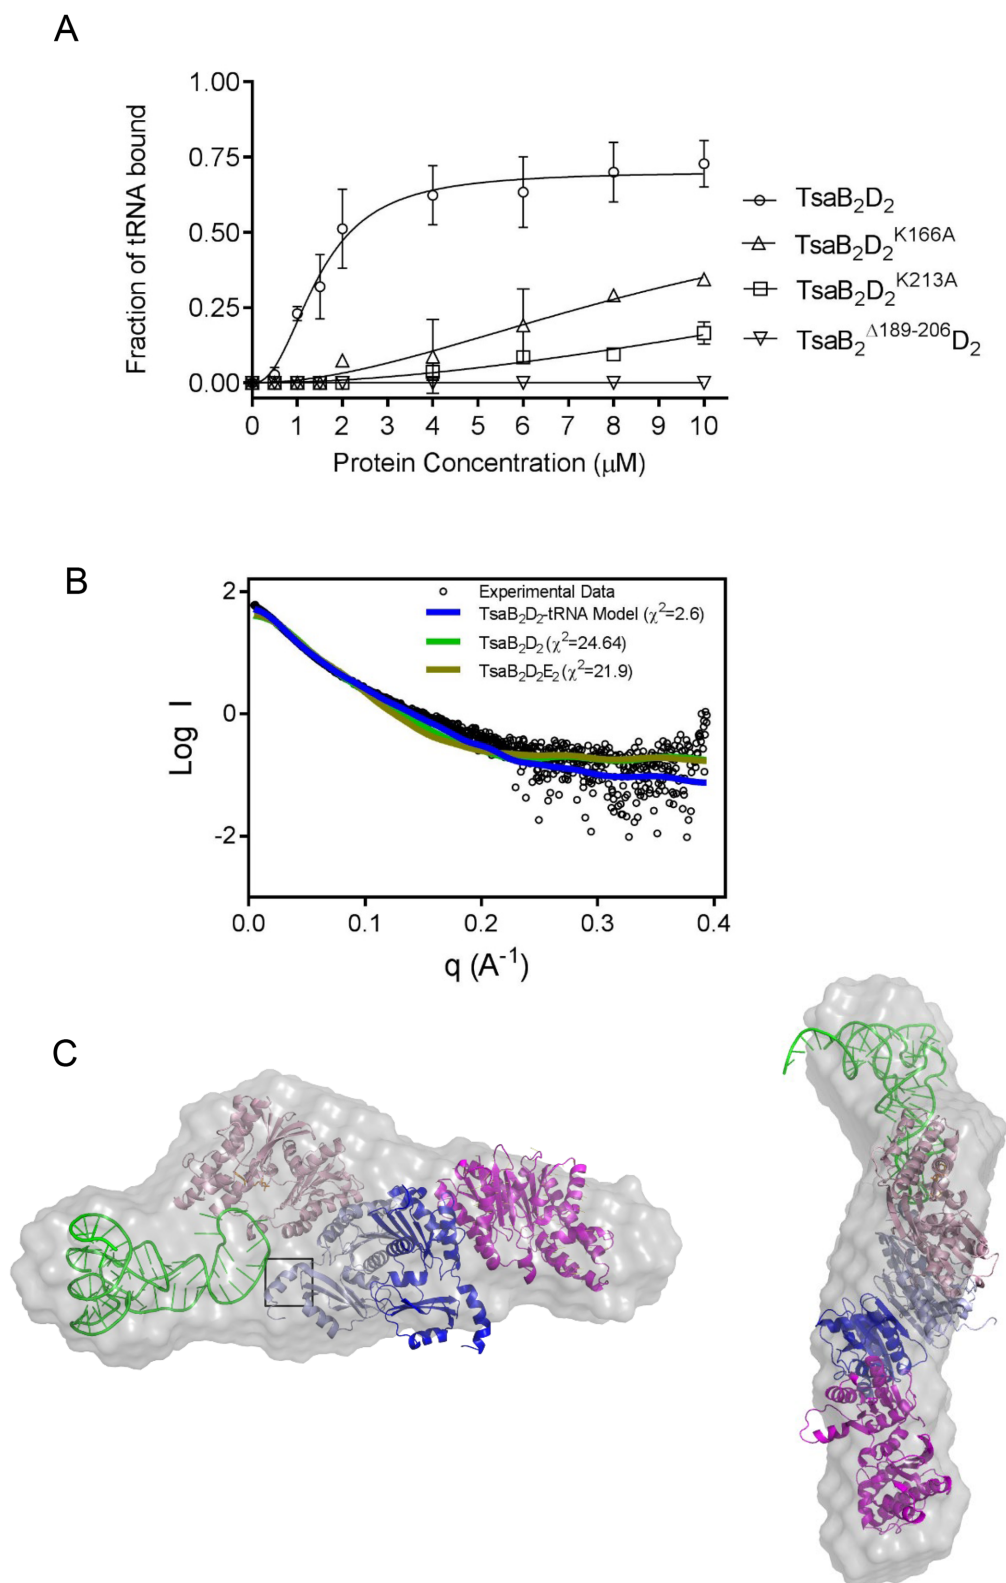 A
Fraction of tRNA bound
1.00
0.75
0.50
0.25
0.00
0 1 2 3 4 5 6 7 8 9 10
Protein Concentration (μM)
TsaB₂D₂
TsaB₂D₂ᴷ¹⁶⁶ᴬ
TsaB₂D₂ᴷ²¹³ᴬ
TsaB₂^Δ189-206D₂
B
Log I
2
0
-2
Experimental Data
TsaB₂D₂-tRNA Model (χ²=2.6)
TsaB₂D₂ (χ²=24.64)
TsaB₂D₂E₂ (χ²=21.9)
0.0 0.1 0.2 0.3 0.4
q (A⁻¹)
C